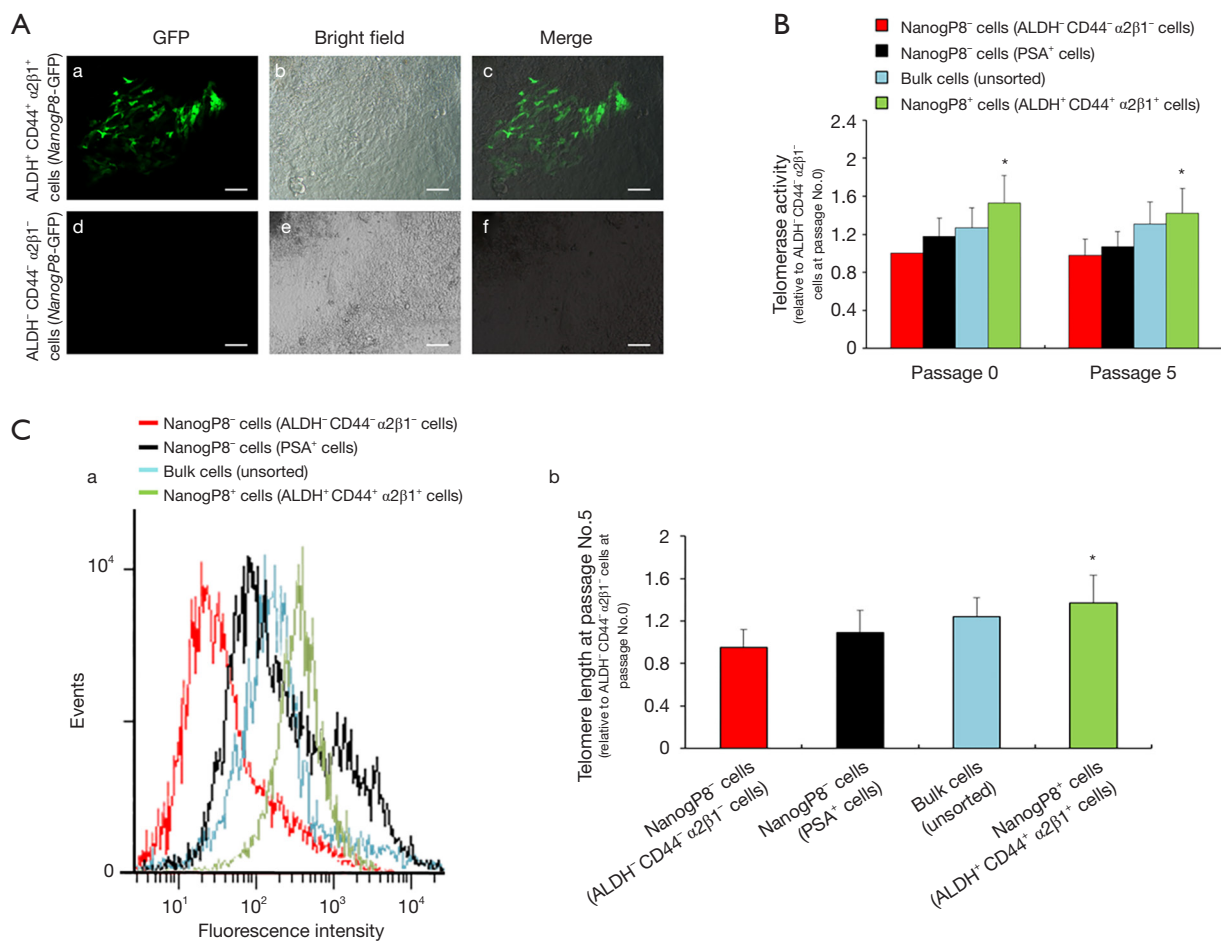 A
GFP
Bright field
Merge
ALDH⁺ CD44⁺ α2β1⁺
cells (NanogP8-GFP)
a
b
c
ALDH⁻ CD44⁻ α2β1⁻
cells (NanogP8-GFP)
d
e
f
B
NanogP8⁻ cells (ALDH⁻ CD44⁻ α2β1⁻ cells)
NanogP8⁻ cells (PSA⁺ cells)
Bulk cells (unsorted)
NanogP8⁺ cells (ALDH⁺ CD44⁺ α2β1⁺ cells)
Telomerase activity
(relative to ALDH⁻ CD44⁻ α2β1⁻
cells at passage No.0)
2.4
2
1.6
1.2
0.8
0.4
0
*
*
Passage 0
Passage 5
C
NanogP8⁻ cells (ALDH⁻ CD44⁻ α2β1⁻ cells)
NanogP8⁻ cells (PSA⁺ cells)
Bulk cells (unsorted)
NanogP8⁺ cells (ALDH⁺ CD44⁺ α2β1⁺ cells)
a
Events
10⁴
0
10¹
10²
10³
10⁴
Fluorescence intensity
b
Telomere length at passage No.5
(relative to ALDH⁻ CD44⁻ α2β1⁻ cells at
passage No.0)
2
1.6
1.2
0.8
0.4
0
*
NanogP8⁻ cells
(ALDH⁻ CD44⁻ α2β1⁻ cells)
NanogP8⁻ cells
(PSA⁺ cells)
Bulk cells
(unsorted)
NanogP8⁺ cells
(ALDH⁺ CD44⁺ α2β1⁺ cells)